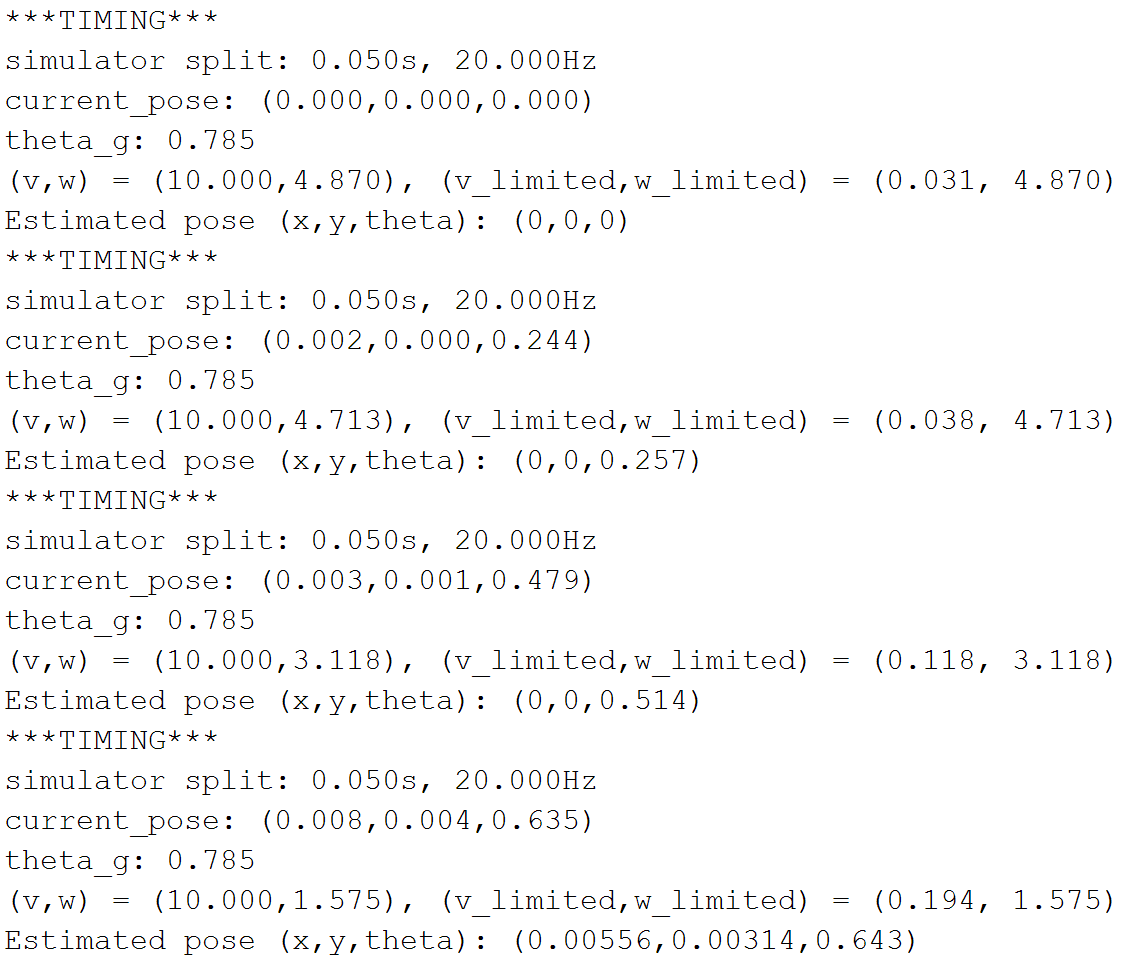 ***TIMING***
simulator split: 0.050s, 20.000Hz
current_pose: (0.000,0.000,0.000)
theta_g: 0.785
(v,w) = (10.000,4.870), (v_limited,w_limited) = (0.031, 4.870)
Estimated pose (x,y,theta): (0,0,0)
***TIMING***
simulator split: 0.050s, 20.000Hz
current_pose: (0.002,0.000,0.244)
theta_g: 0.785
(v,w) = (10.000,4.713), (v_limited,w_limited) = (0.038, 4.713)
Estimated pose (x,y,theta): (0,0,0.257)
***TIMING***
simulator split: 0.050s, 20.000Hz
current_pose: (0.003,0.001,0.479)
theta_g: 0.785
(v,w) = (10.000,3.118), (v_limited,w_limited) = (0.118, 3.118)
Estimated pose (x,y,theta): (0,0,0.514)
***TIMING***
simulator split: 0.050s, 20.000Hz
current_pose: (0.008,0.004,0.635)
theta_g: 0.785
(v,w) = (10.000,1.575), (v_limited,w_limited) = (0.194, 1.575)
Estimated pose (x,y,theta): (0.00556,0.00314,0.643)